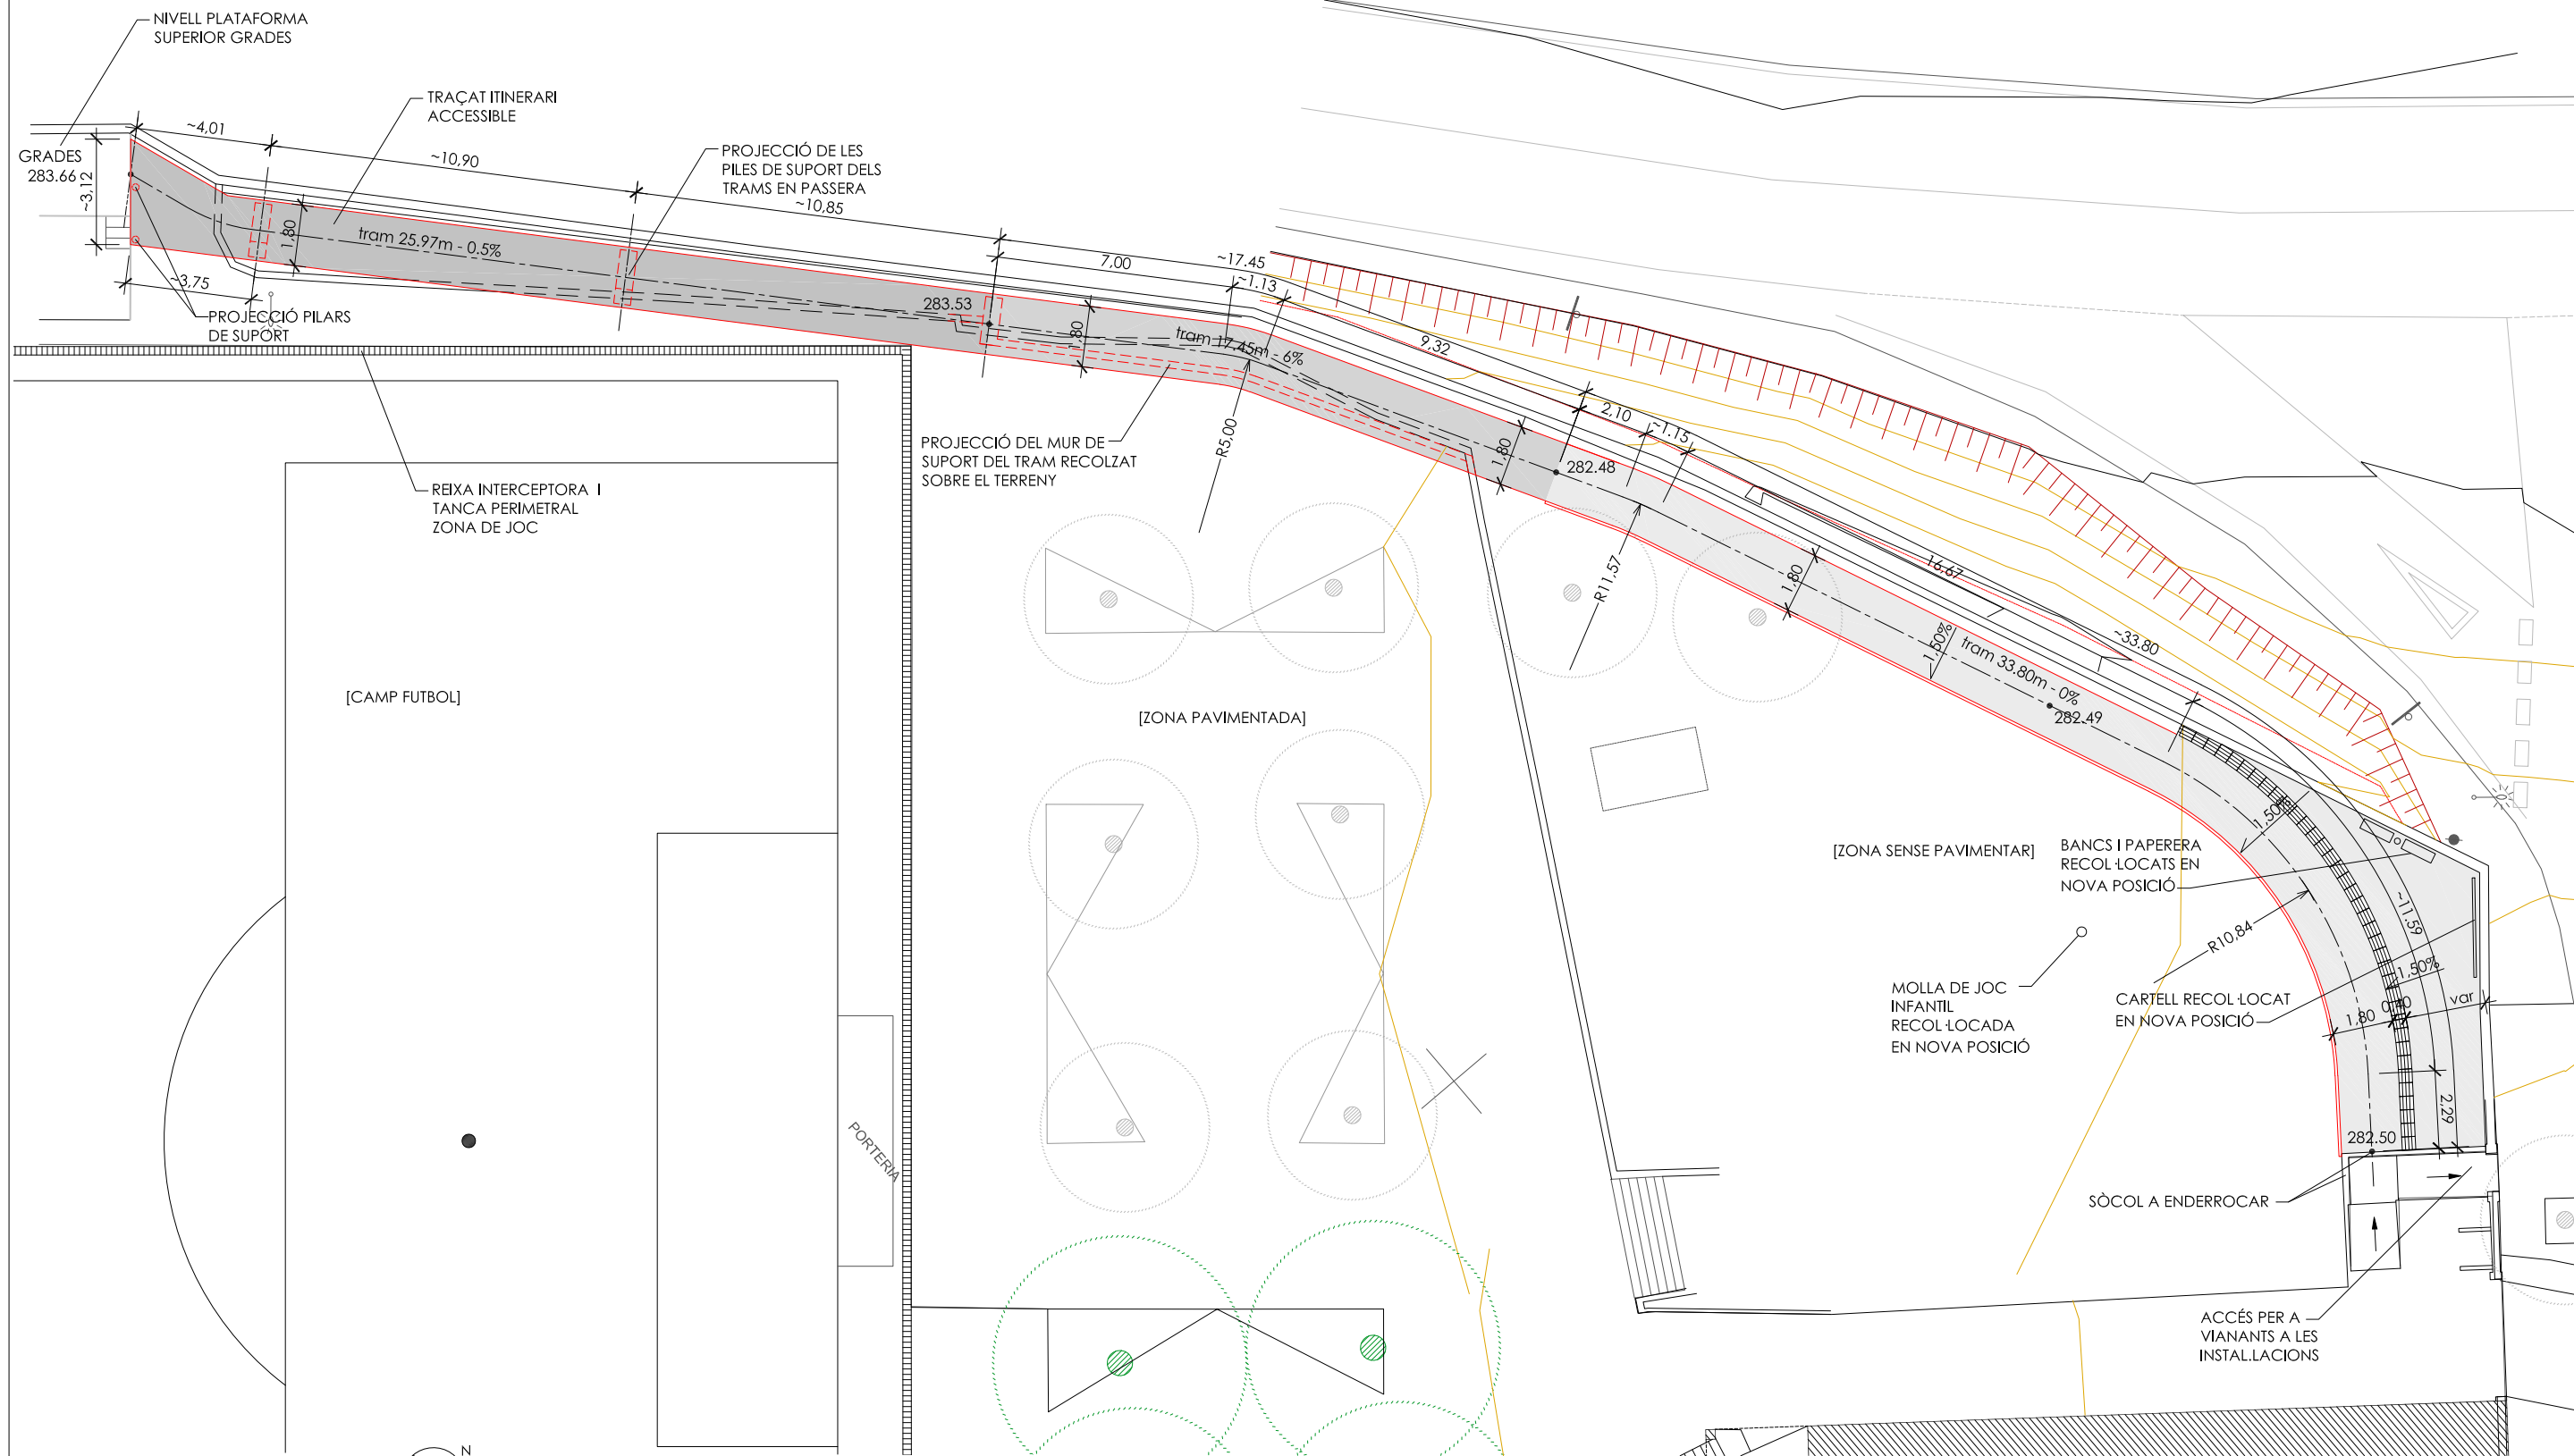 NIVELL PLATAFORMA
SUPERIOR GRADES
TRAÇAT ITINERARI
ACCESSIBLE
~4,01
~10,90
PROJECCIÓ DE LES
PILES DE SUPORT DELS
TRAMS EN PASSERA
~10,85
GRADES
283.66
~3,12
1,80
tram 25.97m - 0.5%
~3,75
PROJECCIÓ PILARS
DE SUPORT
7,00
~17.45
~1.13
283.53
1,80
tram 17.45m - 6%
9,32
R5,00
2,10
~1.15
PROJECCIÓ DEL MUR DE
SUPORT DEL TRAM RECOLZAT
SOBRE EL TERRENY
1,80
282.48
REIXA INTERCEPTORA I
TANCA PERIMETRAL
ZONA DE JOC
R11,57
1,80
16,67
~33.80
1,50%
tram 33.80m - 0%
282.49
[CAMP FUTBOL]
[ZONA PAVIMENTADA]
1,50%
[ZONA SENSE PAVIMENTAR]
BANCS I PAPERERA
RECOL·LOCATS EN
NOVA POSICIÓ
~11.59
R10,84
1,50%
MOLLA DE JOC
INFANTIL
RECOL·LOCADA
EN NOVA POSICIÓ
CARTELL RECOL·LOCAT
EN NOVA POSICIÓ
1,80
0,40
var
2,29
PORTERIA
282.50
SÒCOL A ENDERROCAR
ACCÉS PER A
VIANANTS A LES
INSTAL.LACIONS
N